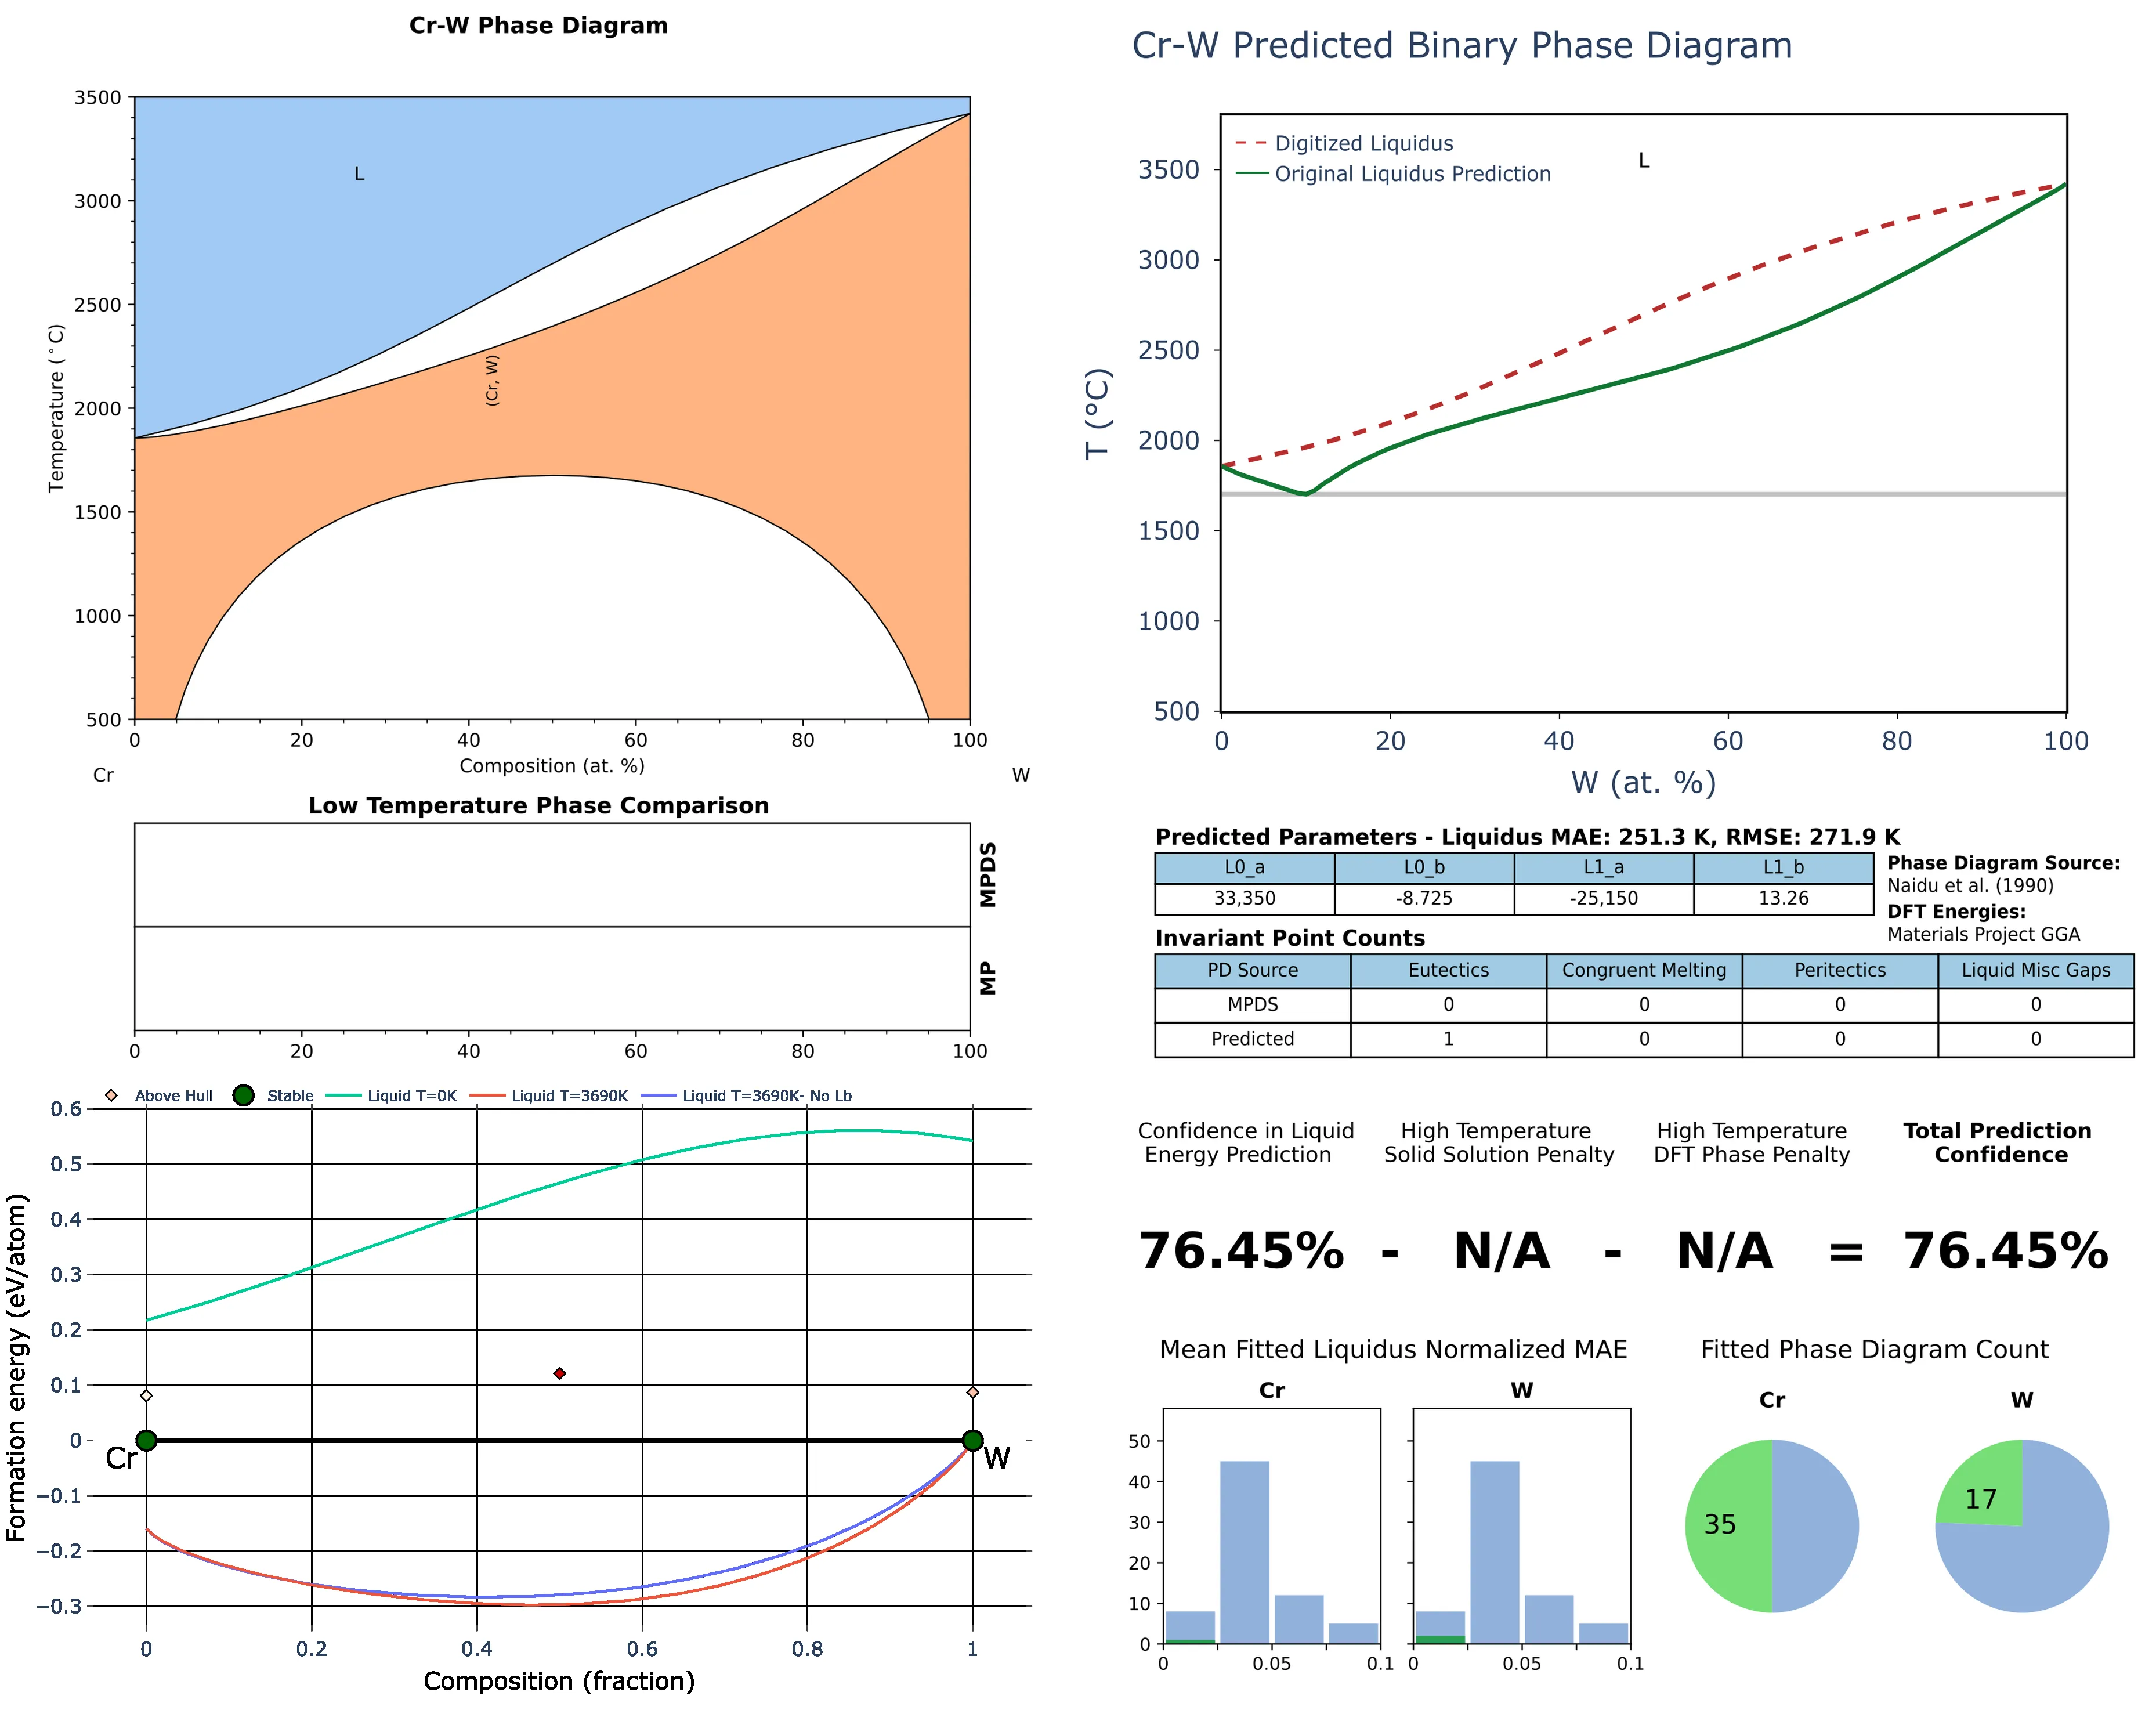 Cr-W Phase Diagram
3500
3000
2500
2000
1500
1000
500
Temperature (°C)
L
(Cr, W)
0 20 40 60 80 100
Composition (at. %)
Cr W
Low Temperature Phase Comparison
MPDS
MP
0 20 40 60 80 100
Above Hull Stable Liquid T=0K Liquid T=3690K Liquid T=3690K- No Lb
0.6
0.5
0.4
0.3
0.2
0.1
0
−0.1
−0.2
−0.3
Formation energy (eV/atom)
Cr W
0 0.2 0.4 0.6 0.8 1
Composition (fraction)
Cr-W Predicted Binary Phase Diagram
Digitized Liquidus
Original Liquidus Prediction
L
3500
3000
2500
2000
1500
1000
500
T (°C)
0 20 40 60 80 100
W (at. %)
Predicted Parameters - Liquidus MAE: 251.3 K, RMSE: 271.9 K
L0_a L0_b L1_a L1_b
33,350 -8.725 -25,150 13.26
Phase Diagram Source:
Naidu et al. (1990)
DFT Energies:
Materials Project GGA
Invariant Point Counts
PD Source Eutectics Congruent Melting Peritectics Liquid Misc Gaps
MPDS 0 0 0 0
Predicted 1 0 0 0
Confidence in Liquid
Energy Prediction
High Temperature
Solid Solution Penalty
High Temperature
DFT Phase Penalty
Total Prediction
Confidence
76.45% - N/A - N/A = 76.45%
Mean Fitted Liquidus Normalized MAE
Cr W
50
40
30
20
10
0
0 0.05 0.1 0 0.05 0.1
Fitted Phase Diagram Count
Cr W
35 17